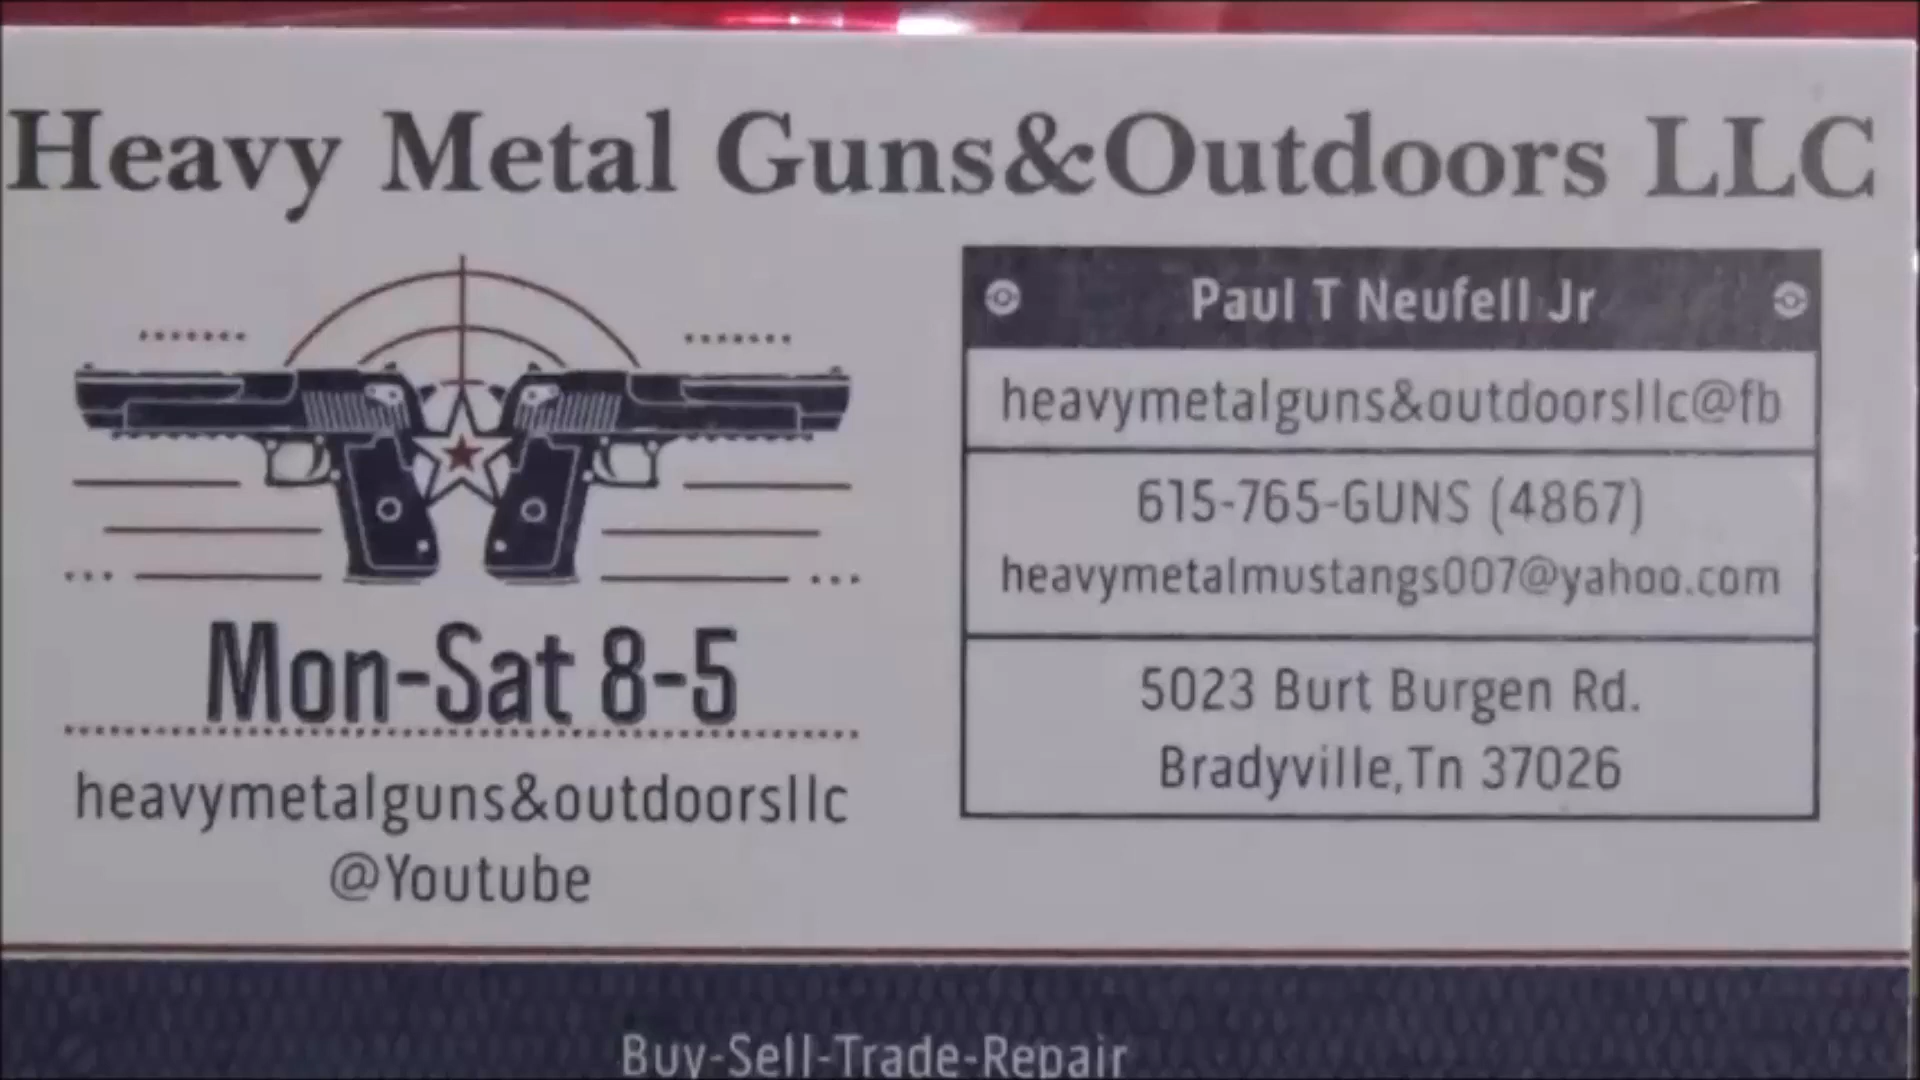 Heavy Metal Guns&Outdoors LLC
Mon-Sat 8-5
heavymetalguns&outdoorsllc
@Youtube
Paul T Neufell Jr
heavymetalguns&outdoorsllc@fb
615-765-GUNS (4867)
heavymetalmustangs007@yahoo.com
5023 Burt Burgen Rd.
Bradyville,Tn 37026
Buy-Sell-Trade-Repair